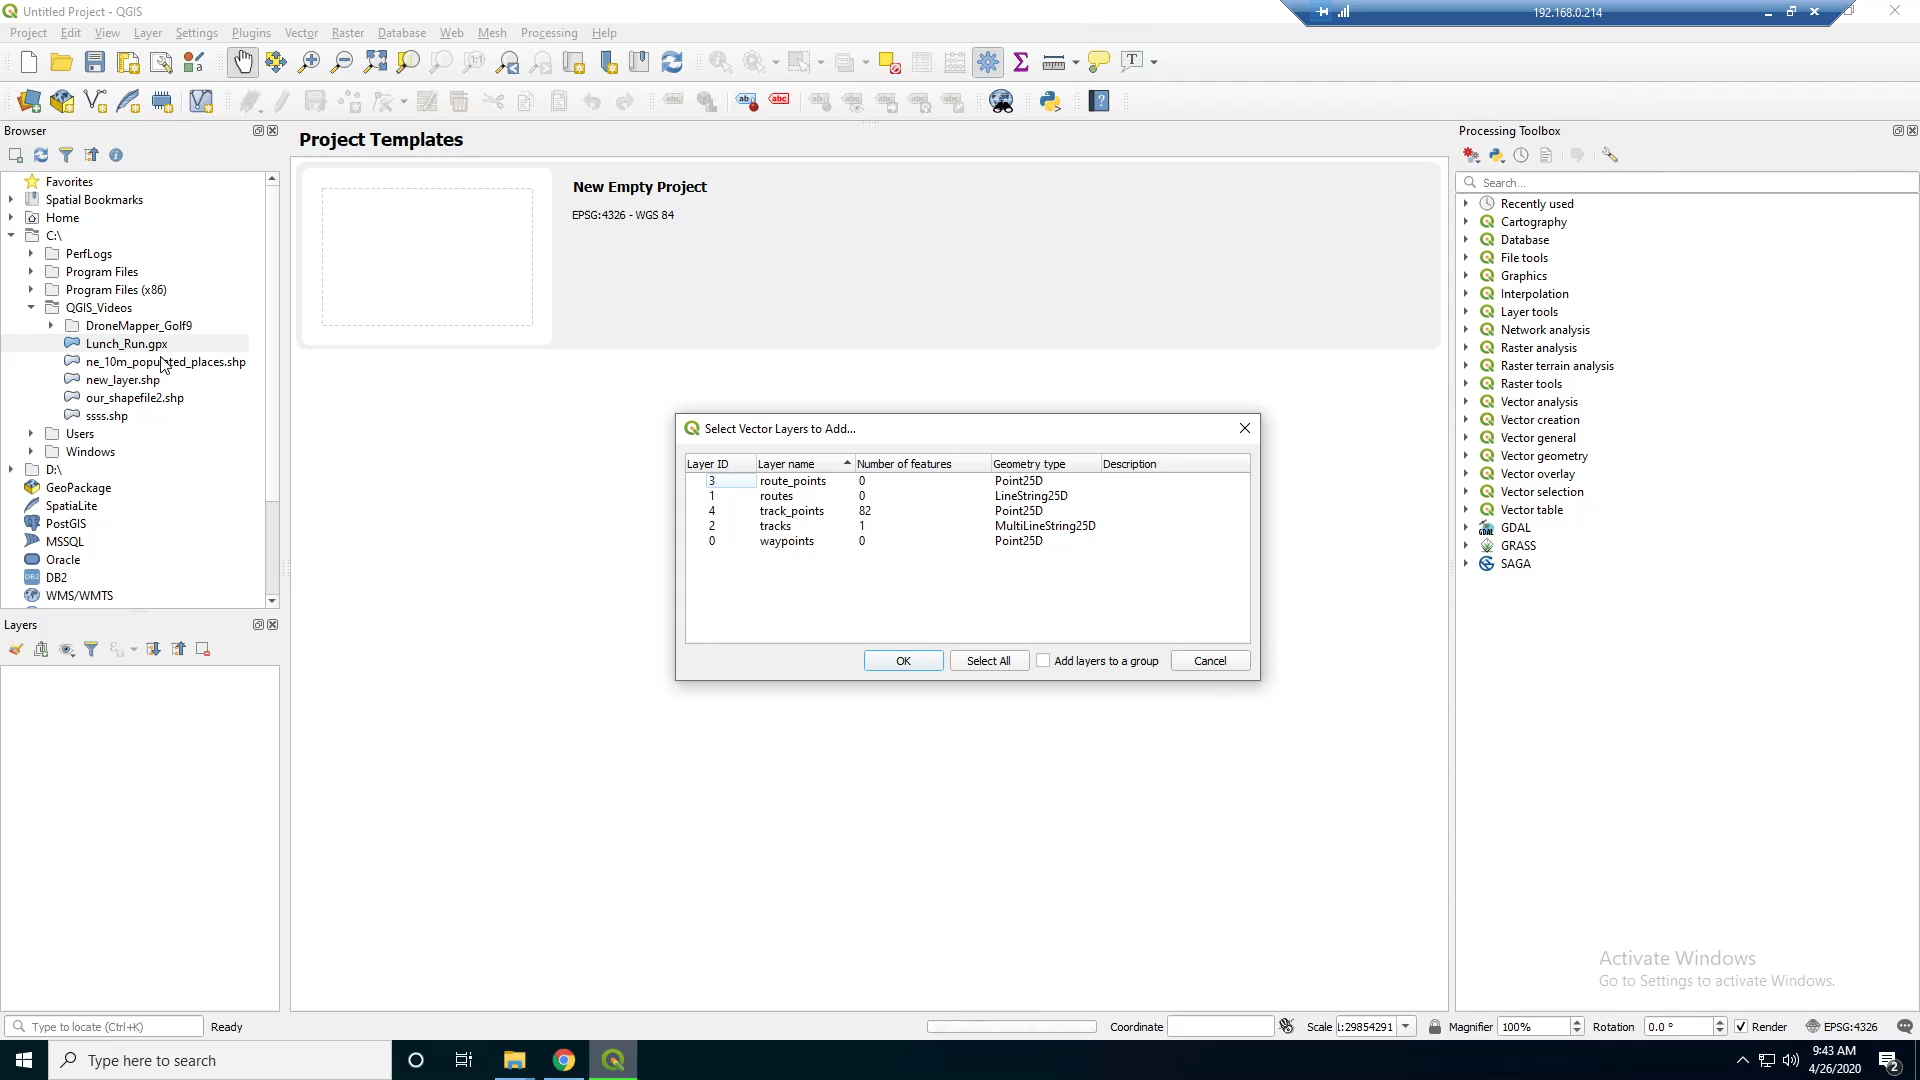 Untitled Project - QGIS
192.168.0.214
Project Edit View Layer Settings Plugins Vector Raster Database Web Mesh Processing Help
Browser
Favorites
Spatial Bookmarks
Home
C:\
PerfLogs
Program Files
Program Files (x86)
QGIS_Videos
DroneMapper_Golf9
Lunch_Run.gpx
ne_10m_populated_places.shp
new_layer.shp
our_shapefile2.shp
ssss.shp
Users
Windows
D:\
GeoPackage
SpatiaLite
PostGIS
MSSQL
Oracle
DB2
WMS/WMTS
Layers
Project Templates
New Empty Project
EPSG:4326 - WGS 84
Select Vector Layers to Add...
Layer ID Layer name Number of features Geometry type Description
3 route_points 0 Point25D
1 routes 0 LineString25D
4 track_points 82 Point25D
2 tracks 1 MultiLineString25D
0 waypoints 0 Point25D
OK Select All Add layers to a group Cancel
Processing Toolbox
Search...
Recently used
Cartography
Database
File tools
Graphics
Interpolation
Layer tools
Network analysis
Raster analysis
Raster terrain analysis
Raster tools
Vector analysis
Vector creation
Vector general
Vector geometry
Vector overlay
Vector selection
Vector table
GDAL
GRASS
SAGA
Activate Windows
Go to Settings to activate Windows.
Type to locate (Ctrl+K) Ready Coordinate Scale 1:29854291 Magnifier 100% Rotation 0.0 ° Render EPSG:4326
Type here to search
9:43 AM
4/26/2020
2